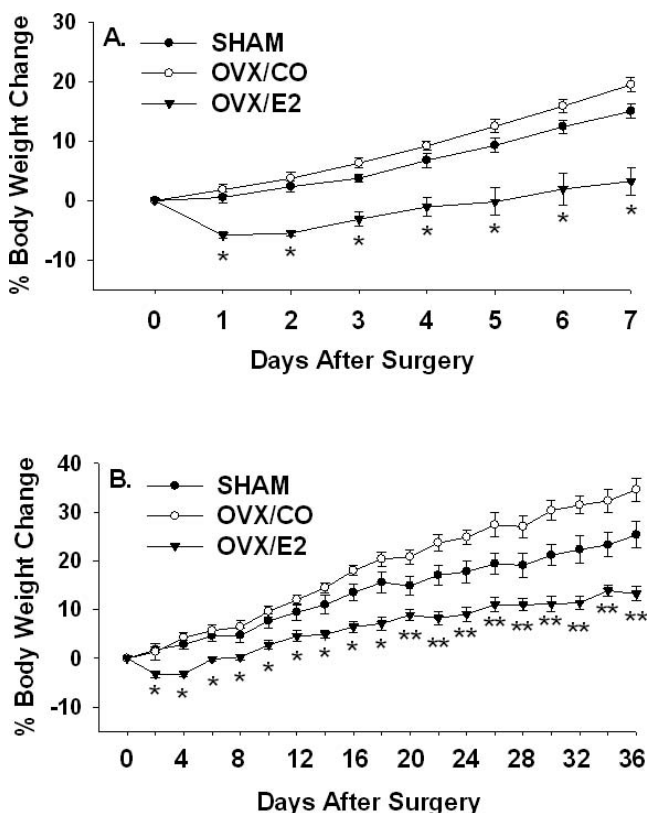 30
A.
SHAM
OVX/CO
OVX/E2
20
10
0
-10
% Body Weight Change
* * * * * * *
0 1 2 3 4 5 6 7
Days After Surgery
40
B.
SHAM
OVX/CO
OVX/E2
30
20
10
0
-10
% Body Weight Change
* * * * * * * * * ** ** ** ** ** ** ** ** **
0 4 8 12 16 20 24 28 32 36
Days After Surgery